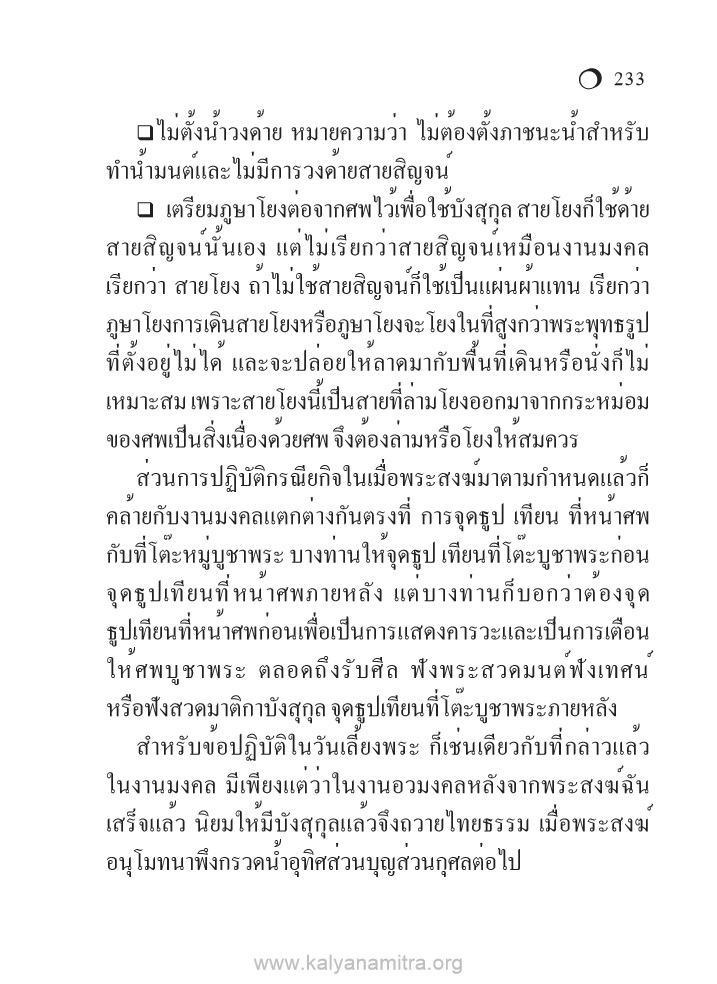 233
❑ไม่ตั้งน้ำวงด้าย หมายความว่า ไม่ต้องตั้งภาชนะน้ำสำหรับ
ทำน้ำมนต์และไม่มีการวงด้ายสายสิญจน์
❑ เตรียมภูษาโยงต่อจากศพไว้เพื่อใช้บังสุกุล สายโยงก็ใช้ด้าย
สายสิญจน์นั้นเอง แต่ไม่เรียกว่าสายสิญจน์เหมือนงานมงคล
เรียกว่า สายโยง ถ้าไม่ใช้สายสิญจน์ก็ใช้เป็นแผ่นผ้าแทน เรียกว่า
ภูษาโยงการเดินสายโยงหรือภูษาโยงจะโยงในที่สูงกว่าพระพุทธรูป
ที่ตั้งอยู่ไม่ได้ และจะปล่อยให้ลาดมากับพื้นที่เดินหรือนั่งก็ไม่
เหมาะสม เพราะสายโยงนี้เป็นสายที่ล่ามโยงออกมาจากกระหม่อม
ของศพเป็นสิ่งเนื่องด้วยศพ จึงต้องล่ามหรือโยงให้สมควร
ส่วนการปฏิบัติกรณียกิจในเมื่อพระสงฆ์มาตามกำหนดแล้วก็
คล้ายกับงานมงคลแตกต่างกันตรงที่ การจุดธูป เทียน ที่หน้าศพ
กับที่โต๊ะหมู่บูชาพระ บางท่านให้จุดธูป เทียนที่โต๊ะบูชาพระก่อน
จุดธูปเทียนที่หน้าศพภายหลัง แต่บางท่านก็บอกว่าต้องจุด
ธูปเทียนที่หน้าศพก่อนเพื่อเป็นการแสดงคารวะและเป็นการเตือน
ให้ศพบูชาพระ ตลอดถึงรับศีล ฟังพระสวดมนต์ฟังเทศน์
หรือฟังสวดมาติกาบังสุกุล จุดธูปเทียนที่โต๊ะบูชาพระภายหลัง
สำหรับข้อปฏิบัติในวันเลี้ยงพระ ก็เช่นเดียวกับที่กล่าวแล้ว
ในงานมงคล มีเพียงแต่ว่าในงานอวมงคลหลังจากพระสงฆ์ฉัน
เสร็จแล้ว นิยมให้มีบังสุกุลแล้วจึงถวายไทยธรรม เมื่อพระสงฆ์
อนุโมทนาพึงกรวดน้ำอุทิศส่วนบุญส่วนกุศลต่อไป
www.kalyanamitra.org